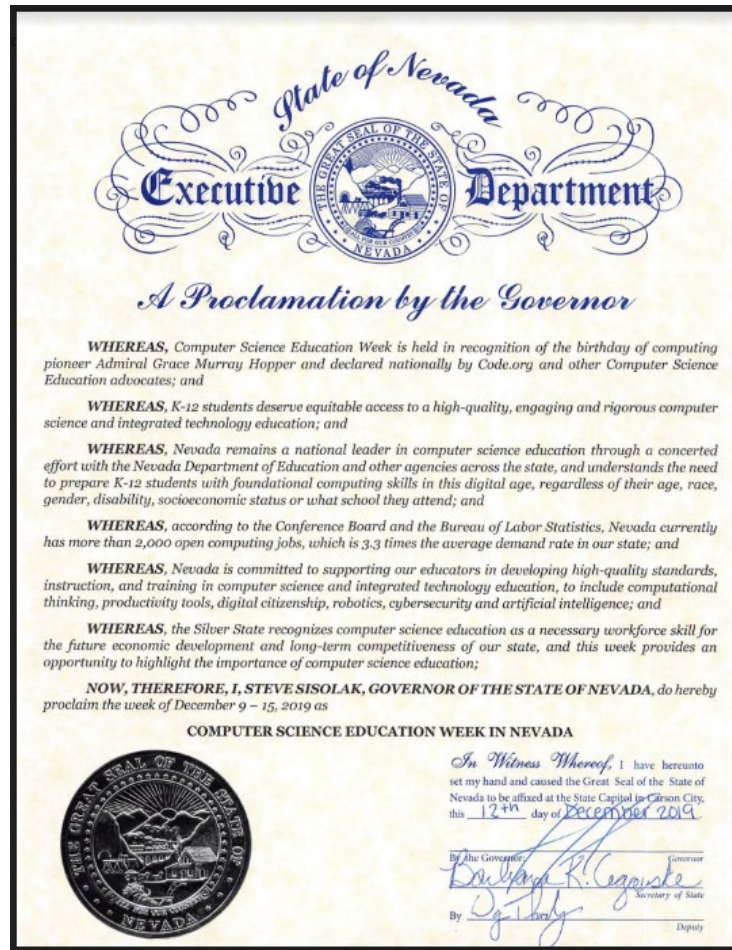 State of Nevada
Executive Department
THE GREAT SEAL OF THE STATE OF NEVADA
ALL FOR OUR COUNTRY
A Proclamation by the Governor
WHEREAS, Computer Science Education Week is held in recognition of the birthday of computing
pioneer Admiral Grace Murray Hopper and declared nationally by Code.org and other Computer Science
Education advocates; and
WHEREAS, K-12 students deserve equitable access to a high-quality, engaging and rigorous computer
science and integrated technology education; and
WHEREAS, Nevada remains a national leader in computer science education through a concerted
effort with the Nevada Department of Education and other agencies across the state, and understands the need
to prepare K-12 students with foundational computing skills in this digital age, regardless of their age, race,
gender, disability, socioeconomic status or what school they attend; and
WHEREAS, according to the Conference Board and the Bureau of Labor Statistics, Nevada currently
has more than 2,000 open computing jobs, which is 3.3 times the average demand rate in our state; and
WHEREAS, Nevada is committed to supporting our educators in developing high-quality standards,
instruction, and training in computer science and integrated technology education, to include computational
thinking, productivity tools, digital citizenship, robotics, cybersecurity and artificial intelligence; and
WHEREAS, the Silver State recognizes computer science education as a necessary workforce skill for
the future economic development and long-term competitiveness of our state, and this week provides an
opportunity to highlight the importance of computer science education;
NOW, THEREFORE, I, STEVE SISOLAK, GOVERNOR OF THE STATE OF NEVADA, do hereby
proclaim the week of December 9 – 15, 2019 as
COMPUTER SCIENCE EDUCATION WEEK IN NEVADA
In Witness Whereof, I have hereunto
set my hand and caused the Great Seal of the State of
Nevada to be affixed at the State Capitol in Carson City,
this 12th day of December 2019
Governor
By the Governor:
Barbara K. Cegavske
Secretary of State
By
Deputy
THE GREAT SEAL OF THE STATE OF NEVADA
ALL FOR OUR COUNTRY